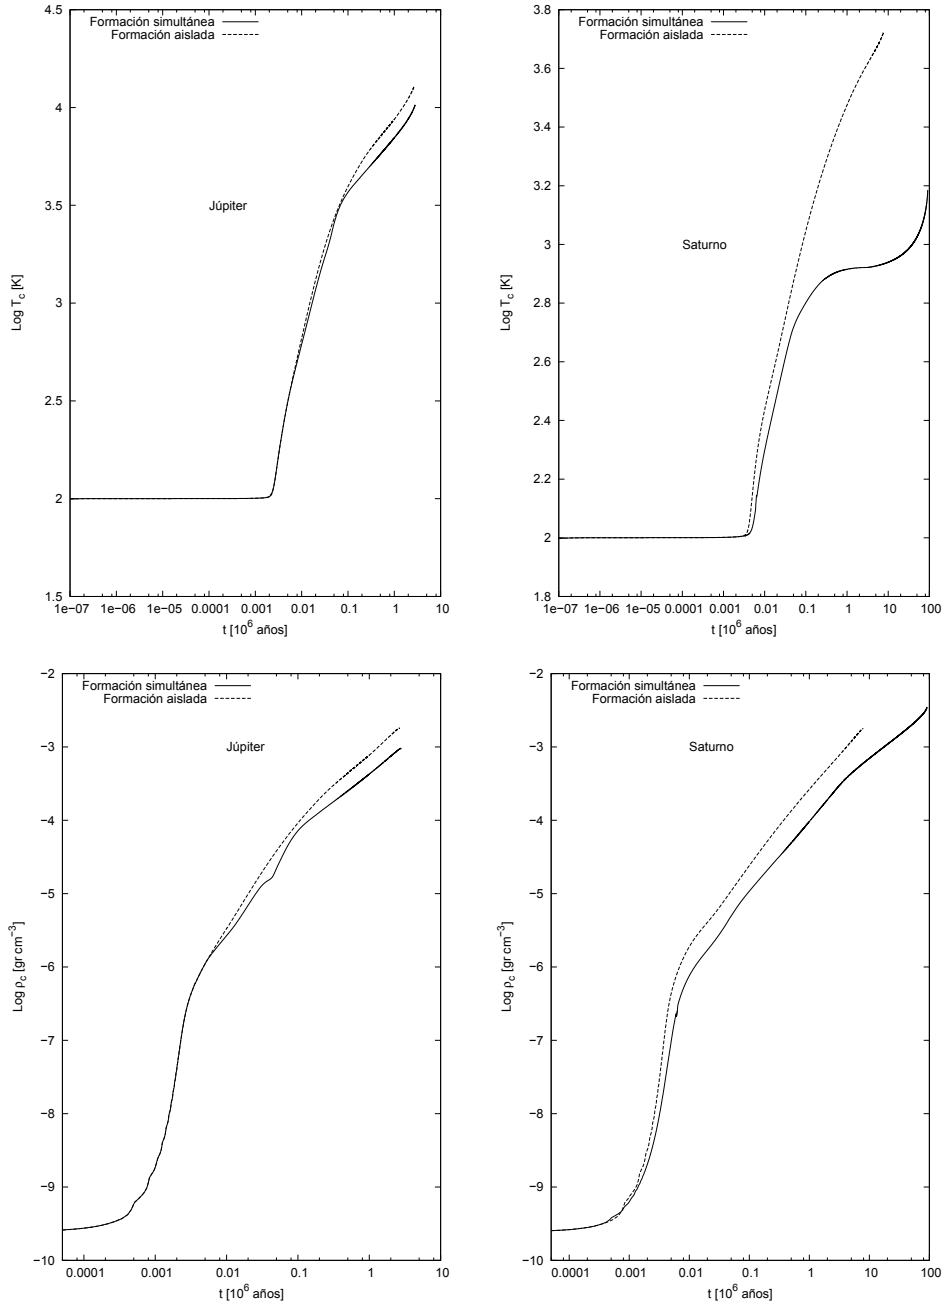 Formación simultánea
Formación aislada
Júpiter
Log T_c [K]
4.5
4
3.5
3
2.5
2
1.5
1e−07 1e−06 1e−05 0.0001 0.001 0.01 0.1 1 10
t [10^6 años]
Formación simultánea
Formación aislada
Saturno
Log T_c [K]
3.8
3.6
3.4
3.2
3
2.8
2.6
2.4
2.2
2
1.8
1e−07 1e−06 1e−05 0.0001 0.001 0.01 0.1 1 10 100
t [10^6 años]
Formación simultánea
Formación aislada
Júpiter
Log ρ_c [gr cm^−3]
−2
−3
−4
−5
−6
−7
−8
−9
−10
0.0001 0.001 0.01 0.1 1 10
t [10^6 años]
Formación simultánea
Formación aislada
Saturno
Log ρ_c [gr cm^−3]
−2
−3
−4
−5
−6
−7
−8
−9
−10
0.0001 0.001 0.01 0.1 1 10 100
t [10^6 años]